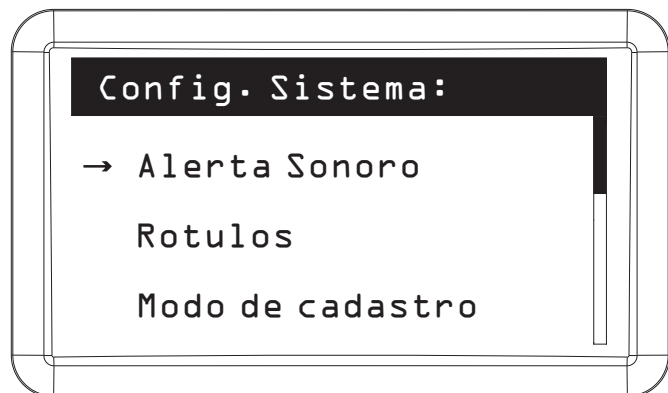 Config. Sistema:
→ Alerta Sonoro
Rotulos
Modo de cadastro